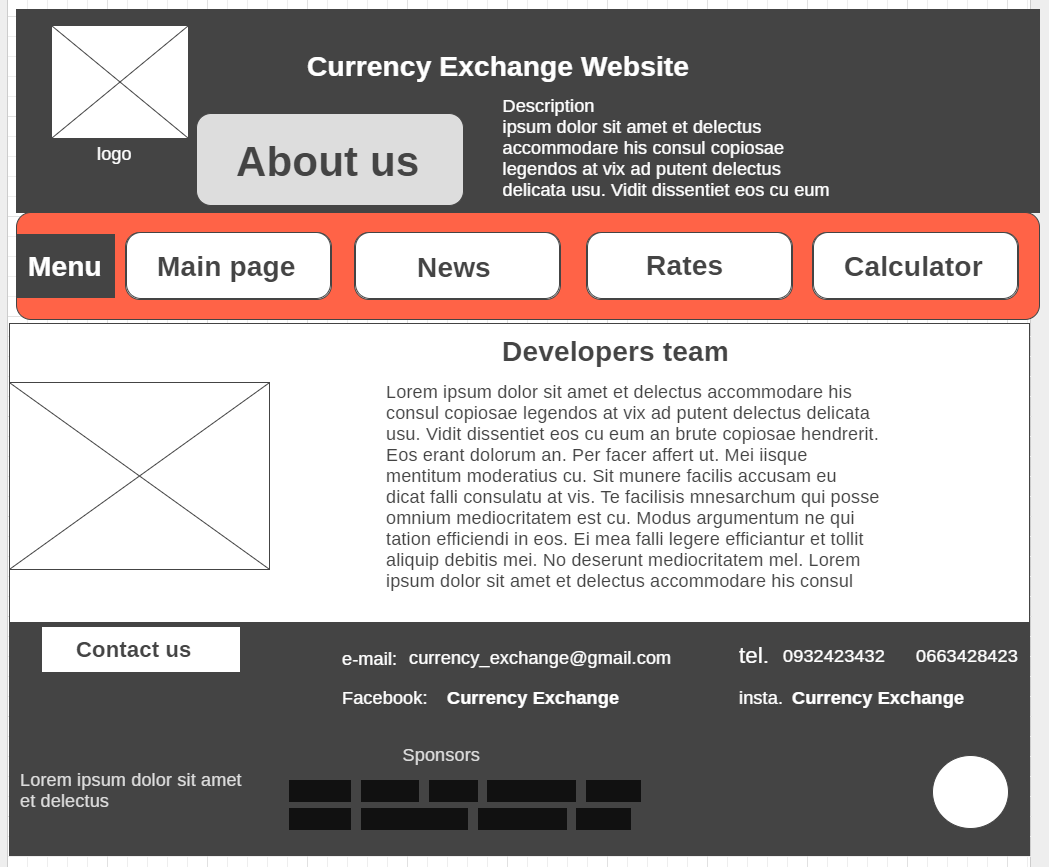 Currency Exchange Website
logo
About us
Description
ipsum dolor sit amet et delectus
accommodare his consul copiosae
legendos at vix ad putent delectus
delicata usu. Vidit dissentiet eos cu eum
Menu
Main page
News
Rates
Calculator
Developers team
Lorem ipsum dolor sit amet et delectus accommodare his
consul copiosae legendos at vix ad putent delectus delicata
usu. Vidit dissentiet eos cu eum an brute copiosae hendrerit.
Eos erant dolorum an. Per facer affert ut. Mei iisque
mentitum moderatius cu. Sit munere facilis accusam eu
dicat falli consulatu at vis. Te facilisis mnesarchum qui posse
omnium mediocritatem est cu. Modus argumentum ne qui
tation efficiendi in eos. Ei mea falli legere efficiantur et tollit
aliquip debitis mei. No deserunt mediocritatem mel. Lorem
ipsum dolor sit amet et delectus accommodare his consul
Contact us
e-mail: currency_exchange@gmail.com
tel. 0932423432 0663428423
Facebook: Currency Exchange
insta. Currency Exchange
Sponsors
Lorem ipsum dolor sit amet
et delectus